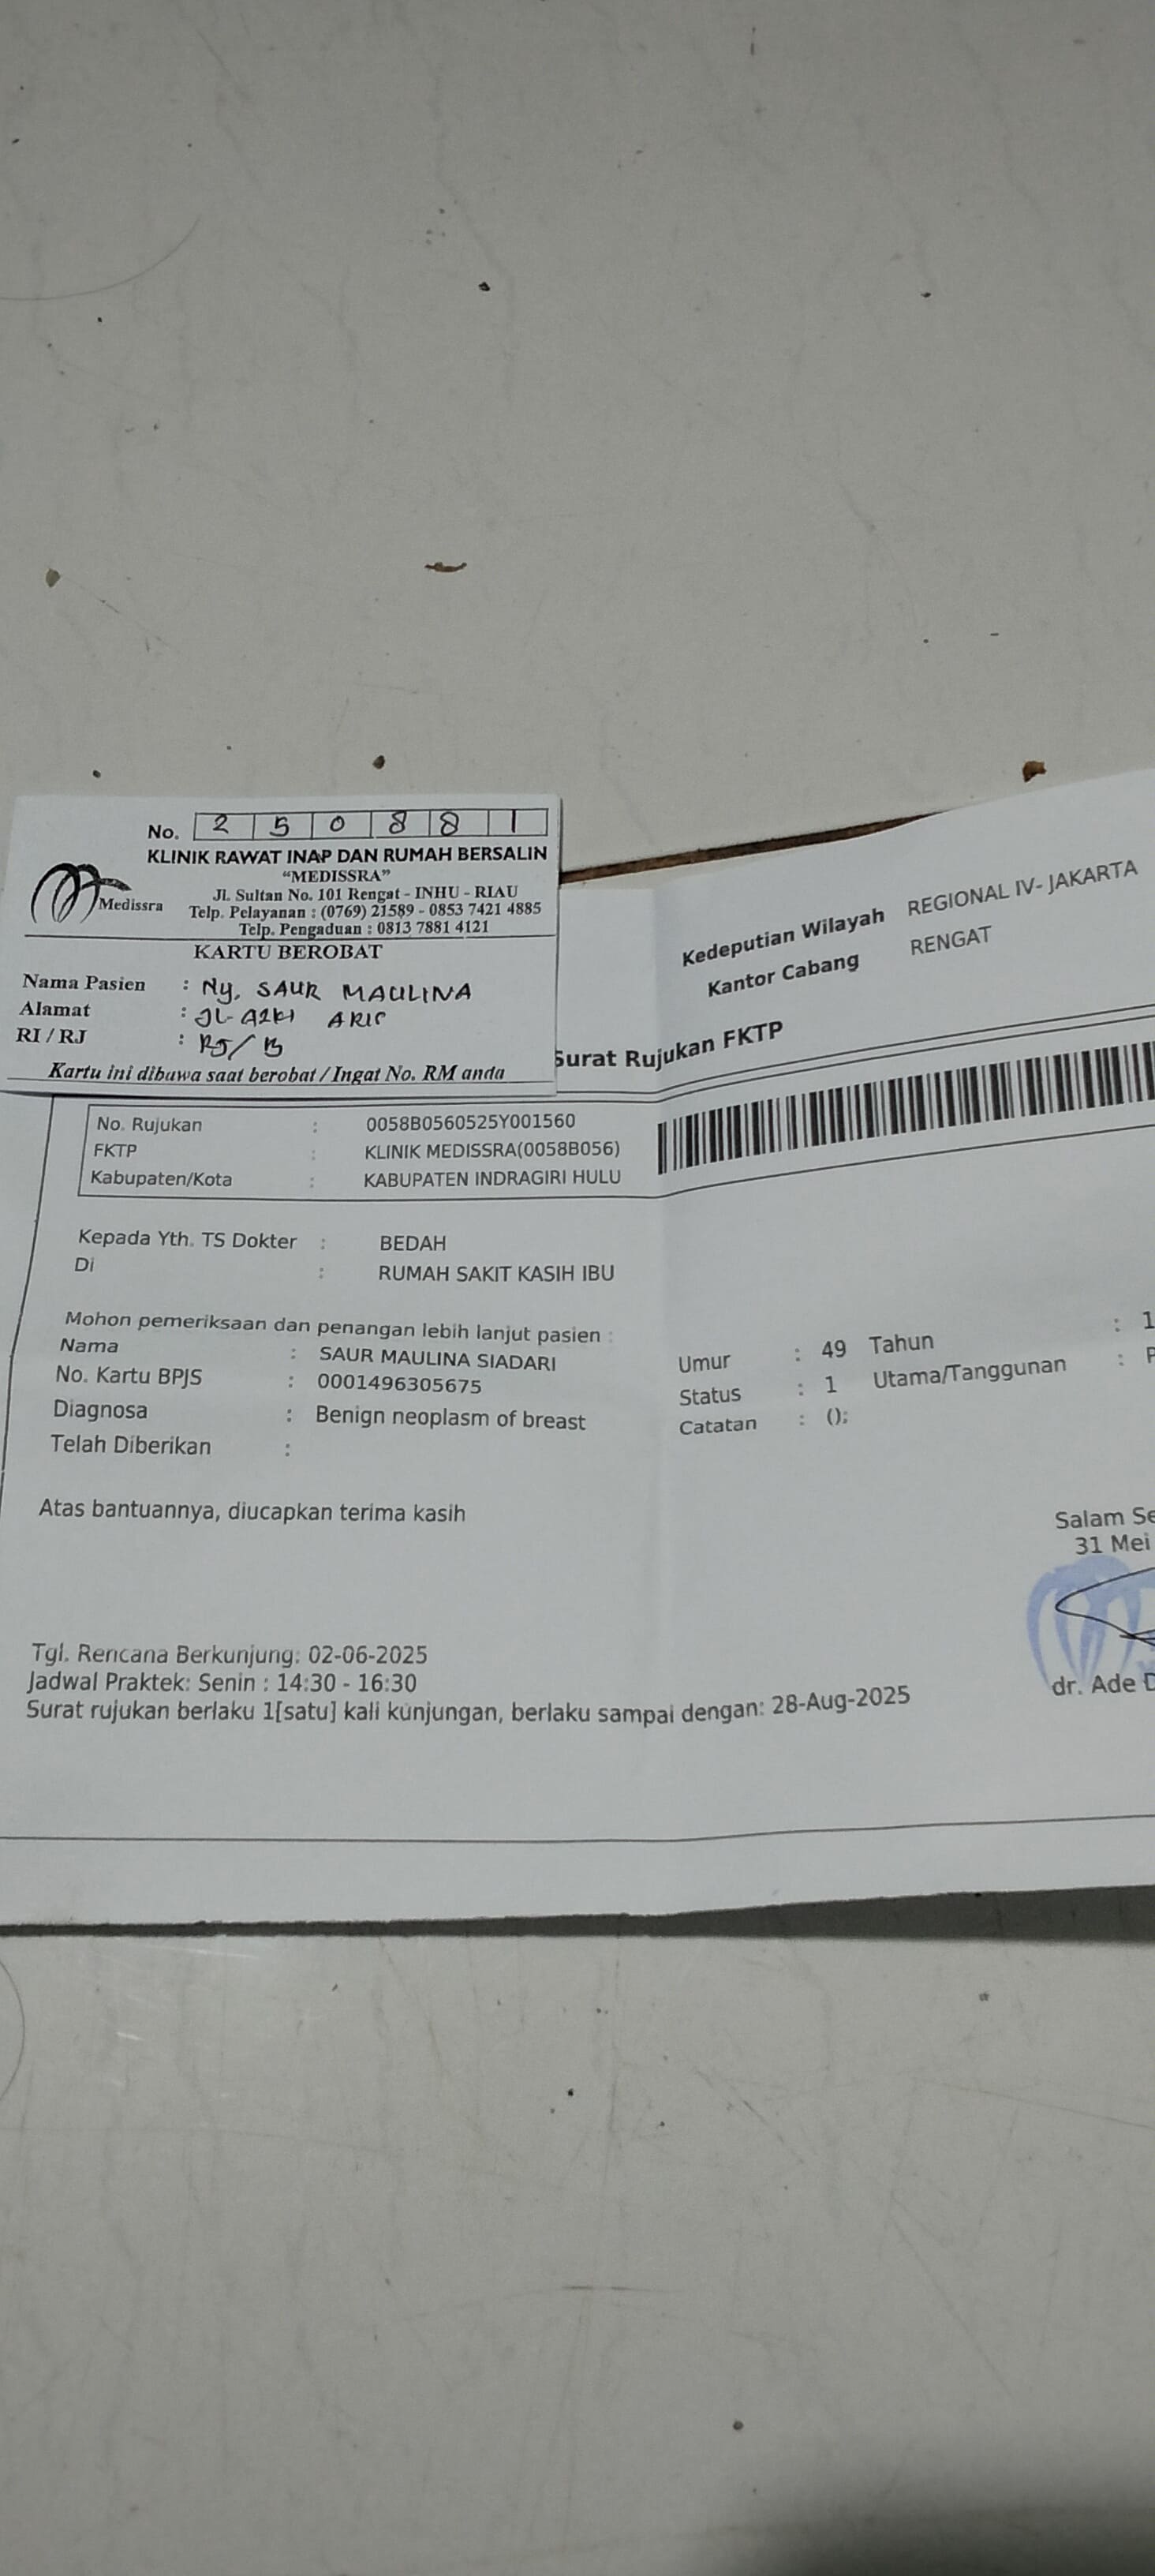 No. 2 5 0 8 8 1
KLINIK RAWAT INAP DAN RUMAH BERSALIN
"MEDISSRA"
Medissra
Jl. Sultan No. 101 Rengat - INHU - RIAU
Telp. Pelayanan : (0769) 21589 - 0853 7421 4885
Telp. Pengaduan : 0813 7881 4121
KARTU BEROBAT
Nama Pasien : Ny. SAUR MAULINA
Alamat : JL
RI / RJ : RJ / B
Kartu ini dibawa saat berobat / Ingat No. RM anda
Kedeputian Wilayah REGIONAL IV- JAKARTA
Kantor Cabang RENGAT
Surat Rujukan FKTP
No. Rujukan : 0058B0560525Y001560
FKTP : KLINIK MEDISSRA(0058B056)
Kabupaten/Kota : KABUPATEN INDRAGIRI HULU
Kepada Yth. TS Dokter : BEDAH
Di : RUMAH SAKIT KASIH IBU
Mohon pemeriksaan dan penangan lebih lanjut pasien :
Nama : SAUR MAULINA SIADARI Umur : 49 Tahun : 1
No. Kartu BPJS : 0001496305675 Status : 1 Utama/Tanggunan : P
Diagnosa : Benign neoplasm of breast Catatan : ();
Telah Diberikan :
Atas bantuannya, diucapkan terima kasih
Salam Se
31 Mei
dr. Ade D
Tgl. Rencana Berkunjung: 02-06-2025
Jadwal Praktek: Senin : 14:30 - 16:30
Surat rujukan berlaku 1[satu] kali kunjungan, berlaku sampai dengan: 28-Aug-2025